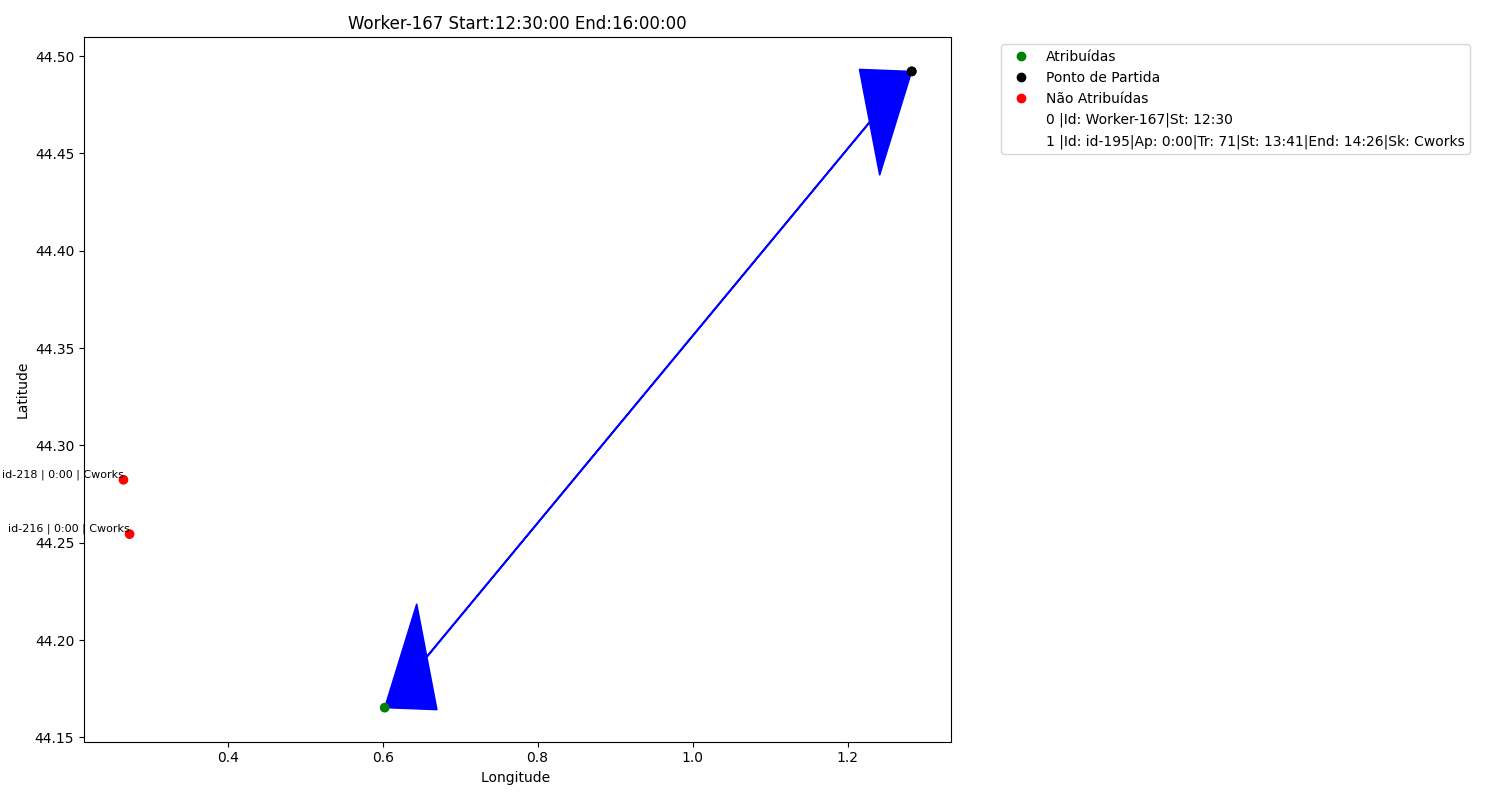 Worker-167 Start:12:30:00 End:16:00:00
Atribuídas
Ponto de Partida
Não Atribuídas
0 |Id: Worker-167|St: 12:30
1 |Id: id-195|Ap: 0:00|Tr: 71|St: 13:41|End: 14:26|Sk: Cworks
44.50
44.45
44.40
44.35
44.30
44.25
44.20
44.15
Latitude
id-218 | 0:00 | Cworks
id-216 | 0:00 | Cworks
0.4
0.6
0.8
1.0
1.2
Longitude